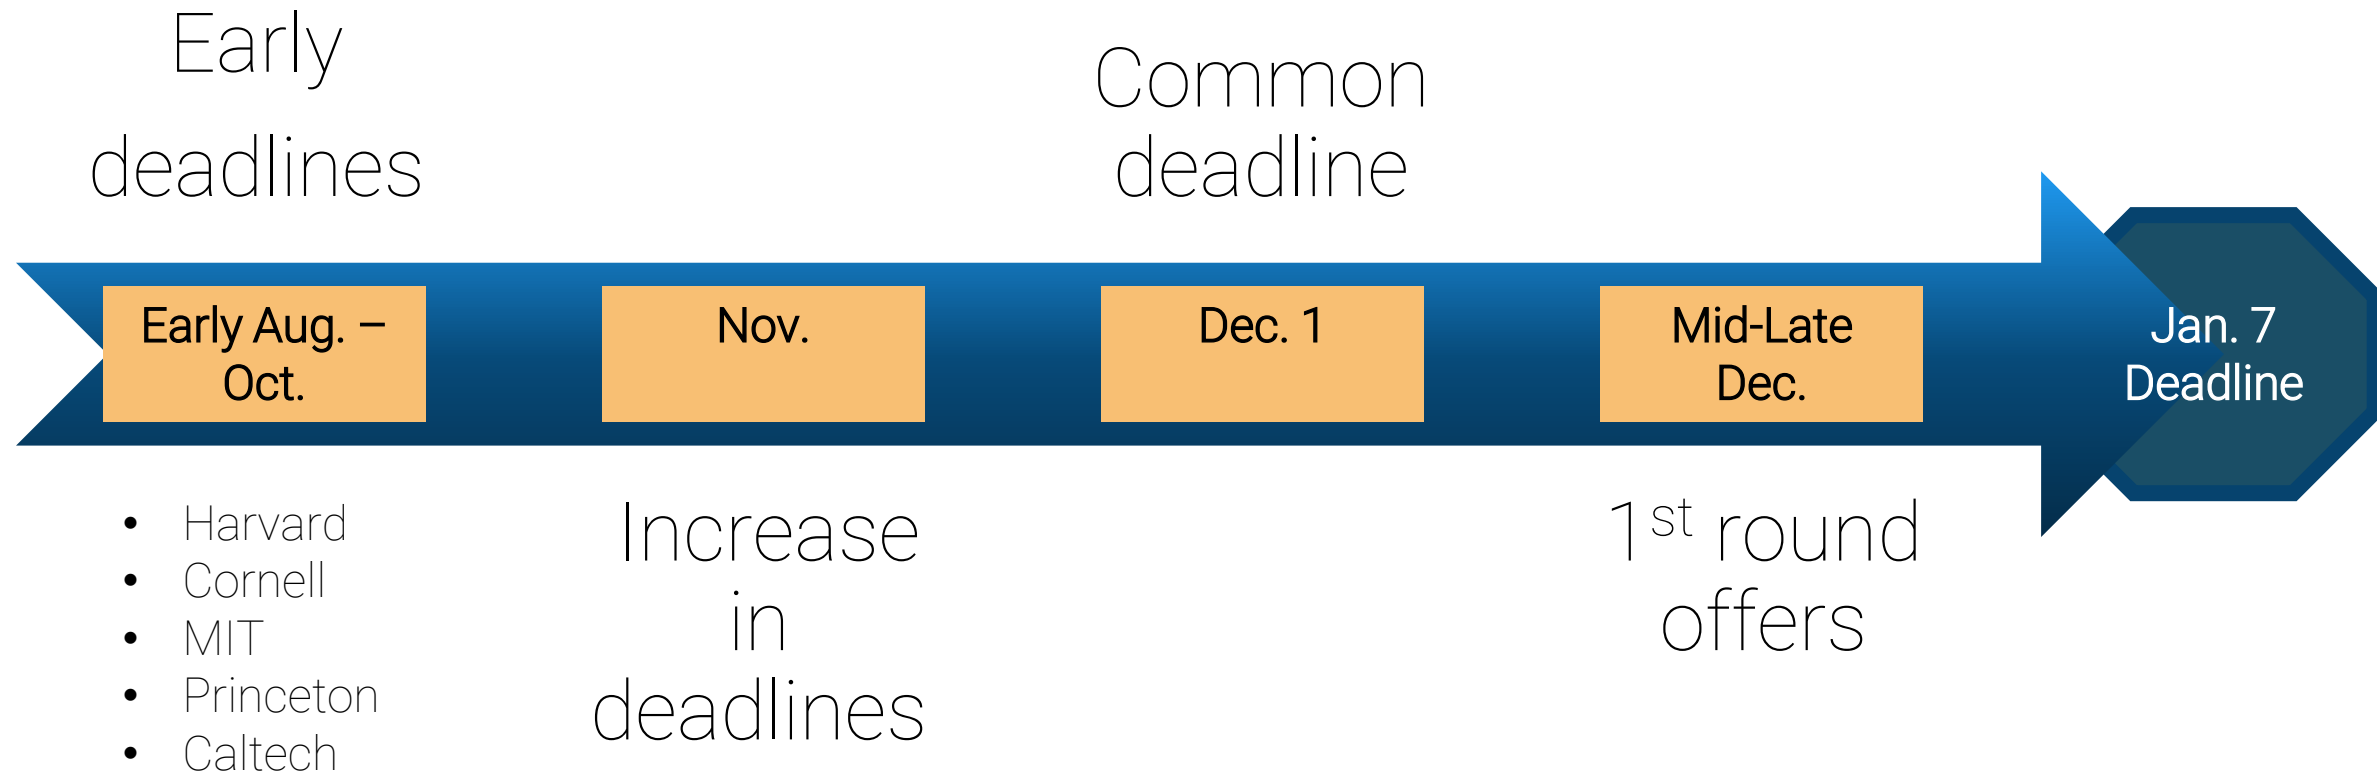 Early
deadlines
Common
deadline
Early Aug. –
Oct.
Nov.
Dec. 1
Mid-Late
Dec.
Jan. 7
Deadline
• Harvard
• Cornell
• MIT
• Princeton
• Caltech
Increase
in
deadlines
1st round
offers